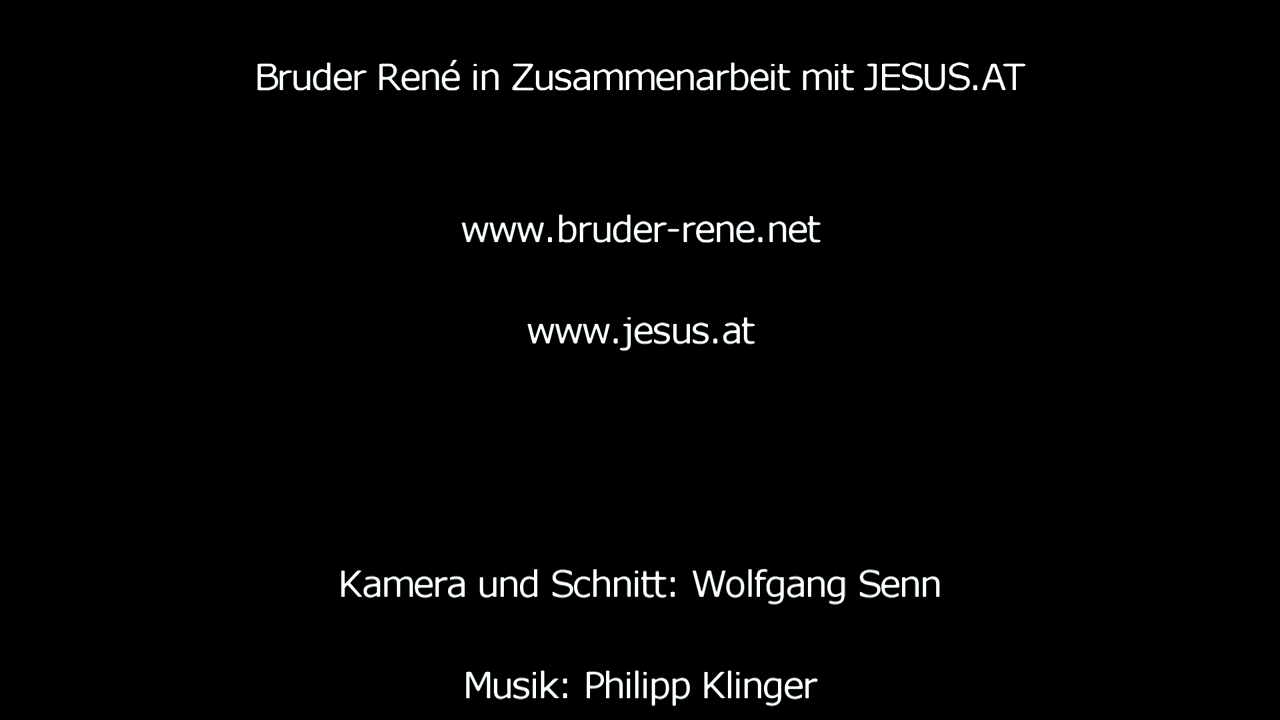 Bruder René in Zusammenarbeit mit JESUS.AT
www.bruder-rene.net
www.jesus.at
Kamera und Schnitt: Wolfgang Senn
Musik: Philipp Klinger